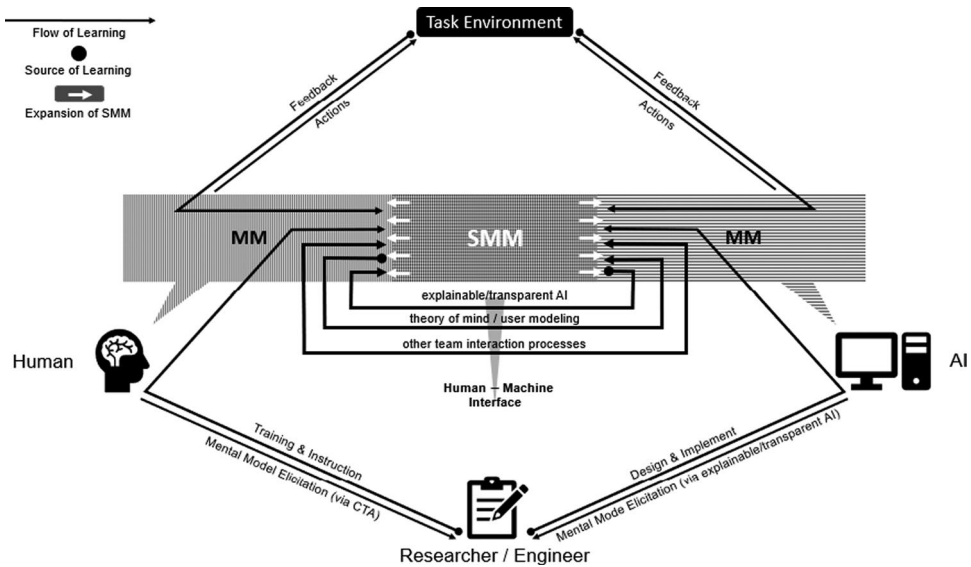 Task Environment
Flow of Learning
Source of Learning
Expansion of SMM
Feedback
Actions
Feedback
Actions
MM
SMM
MM
explainable/transparent AI
theory of mind / user modeling
other team interaction processes
Human
AI
Human – Machine
Interface
Training & Instruction
Mental Model Elicitation (via CTA)
Design & Implement
Mental Mode Elicitation (via explainable/transparent AI)
Researcher / Engineer